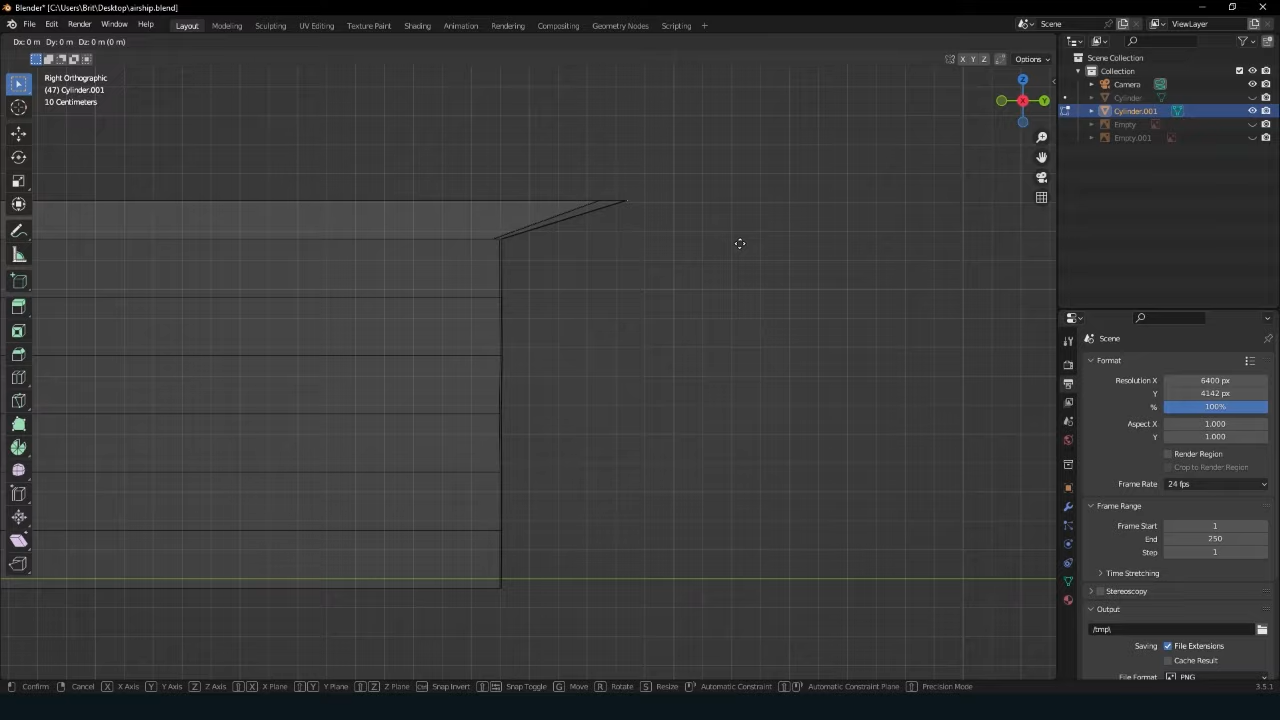 Blender* [C:\Users\Brit\Desktop\airship.blend]
File Edit Render Window Help Layout Modeling Sculpting UV Editing Texture Paint Shading Animation Rendering Compositing Geometry Nodes Scripting + Scene ViewLayer
Dx: 0 m Dy: 0 m Dz: 0 m (0 m)
X Y Z Options
Right Orthographic
(47) Cylinder.001
10 Centimeters
Z
X
Y
Scene Collection
Collection
Camera
Cylinder
Cylinder.001
Empty
Empty.001
Scene
Format
Resolution X 6400 px
Y 4142 px
% 100%
Aspect X 1.000
Y 1.000
Render Region
Crop to Render Region
Frame Rate 24 fps
Frame Range
Frame Start 1
End 250
Step 1
Time Stretching
Stereoscopy
Output
/tmp\
Saving File Extensions
Cache Result
File Format PNG
Confirm Cancel X X Axis Y Y Axis Z Z Axis X X Plane Y Y Plane Z Z Plane Snap Invert Snap Toggle G Move R Rotate S Resize Automatic Constraint Automatic Constraint Plane Precision Mode 3.5.1